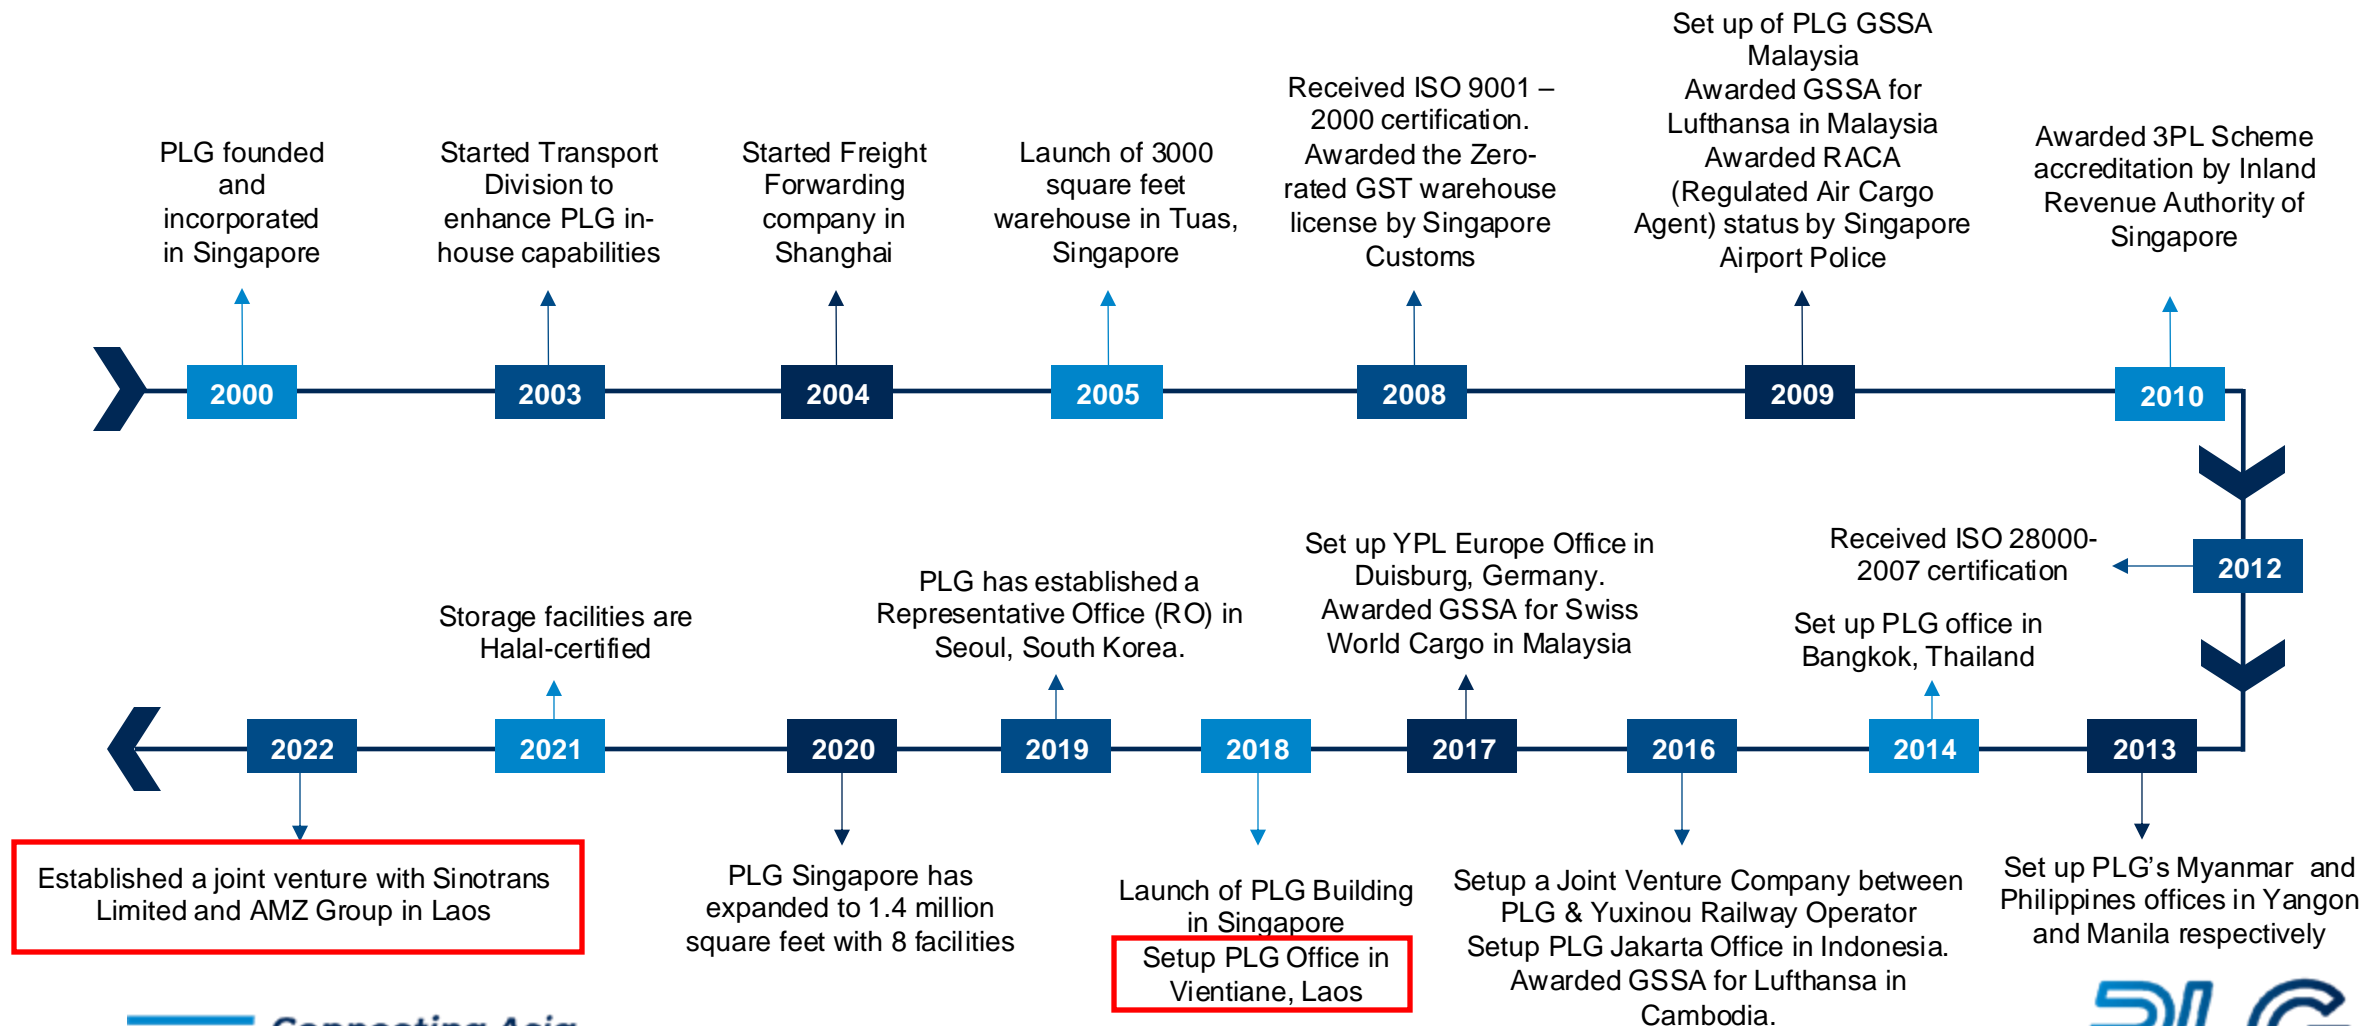 PLG founded
and
incorporated
in Singapore
2000
Started Transport
Division to
enhance PLG in-
house capabilities
2003
Started Freight
Forwarding
company in
Shanghai
2004
Launch of 3000
square feet
warehouse in Tuas,
Singapore
2005
Received ISO 9001 –
2000 certification.
Awarded the Zero-
rated GST warehouse
license by Singapore
Customs
2008
Set up of PLG GSSA
Malaysia
Awarded GSSA for
Lufthansa in Malaysia
Awarded RACA
(Regulated Air Cargo
Agent) status by Singapore
Airport Police
2009
Awarded 3PL Scheme
accreditation by Inland
Revenue Authority of
Singapore
2010
Received ISO 28000-
2007 certification
2012
2013
Set up PLG’s Myanmar and
Philippines offices in Yangon
and Manila respectively
Set up PLG office in
Bangkok, Thailand
2014
2016
Setup a Joint Venture Company between
PLG & Yuxinou Railway Operator
Setup PLG Jakarta Office in Indonesia.
Awarded GSSA for Lufthansa in
Cambodia.
Set up YPL Europe Office in
Duisburg, Germany.
Awarded GSSA for Swiss
World Cargo in Malaysia
2017
2018
Launch of PLG Building
in Singapore
Setup PLG Office in
Vientiane, Laos
PLG has established a
Representative Office (RO) in
Seoul, South Korea.
2019
2020
PLG Singapore has
expanded to 1.4 million
square feet with 8 facilities
Storage facilities are
Halal-certified
2021
2022
Established a joint venture with Sinotrans
Limited and AMZ Group in Laos
Connecting Asia
PLG